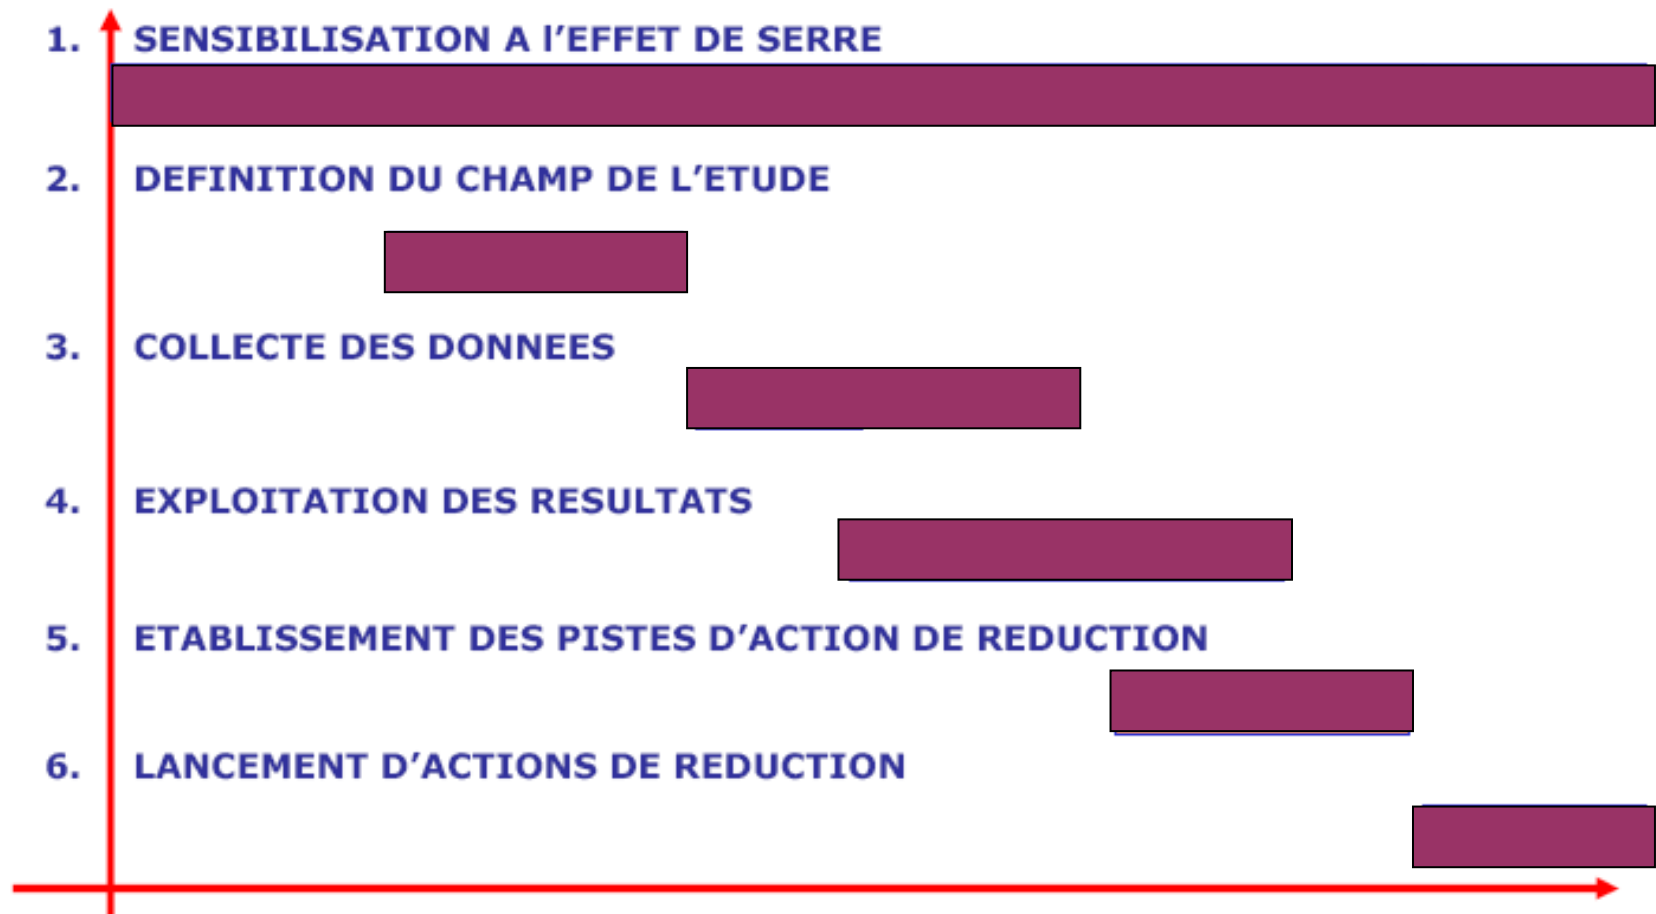 1. SENSIBILISATION A l’EFFET DE SERRE
2. DEFINITION DU CHAMP DE L’ETUDE
3. COLLECTE DES DONNEES
4. EXPLOITATION DES RESULTATS
5. ETABLISSEMENT DES PISTES D’ACTION DE REDUCTION
6. LANCEMENT D’ACTIONS DE REDUCTION